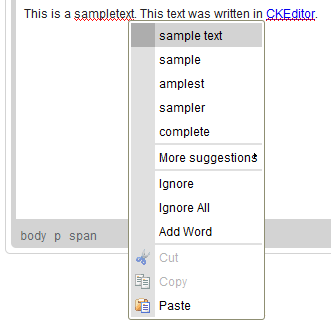 This is a sampletext. This text was written in CKEditor.
sample text
sample
amplest
sampler
complete
More suggestions
Ignore
Ignore All
Add Word
Cut
Copy
Paste
body p span